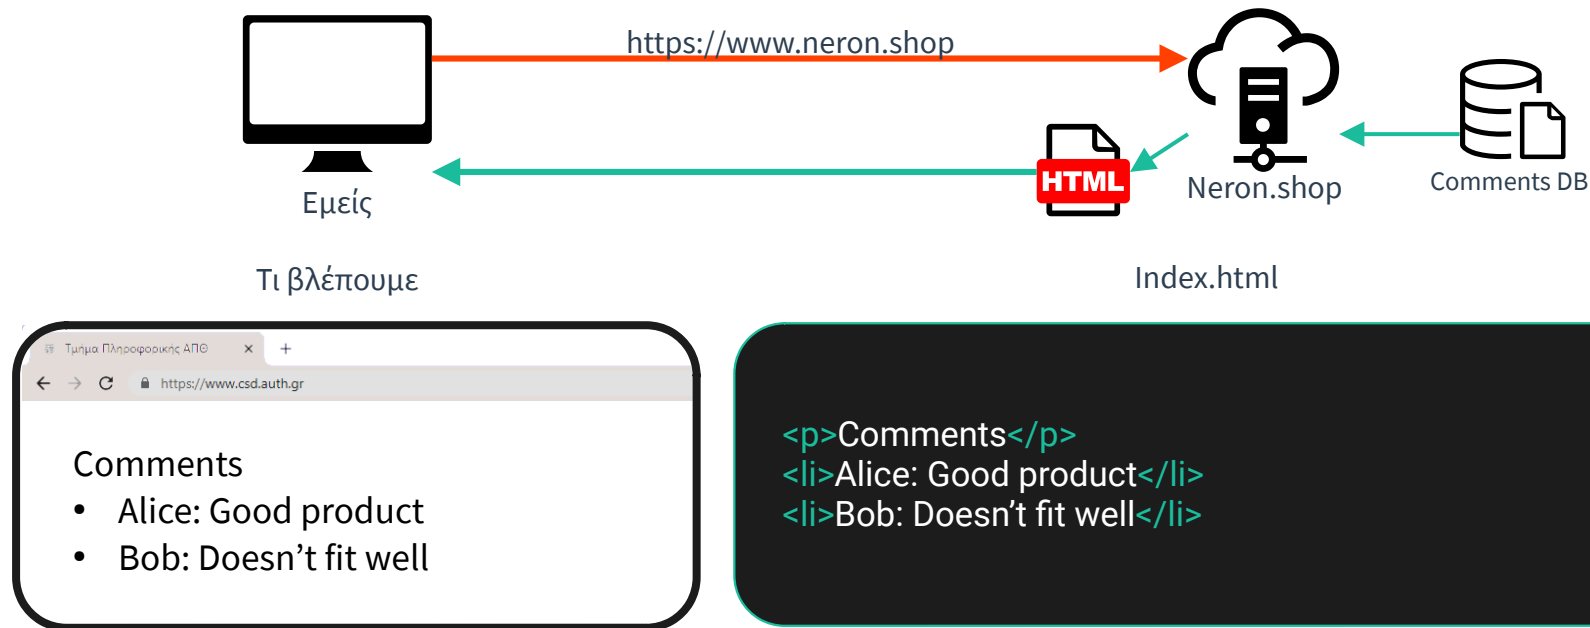 https://www.neron.shop
HTML
Εμείς
Neron.shop
Comments DB
Τι βλέπουμε
Index.html
Τμήμα Πληροφορικής ΑΠΘ
https://www.csd.auth.gr
Comments
• Alice: Good product
• Bob: Doesn’t fit well
<p>Comments</p>
<li>Alice: Good product</li>
<li>Bob: Doesn’t fit well</li>